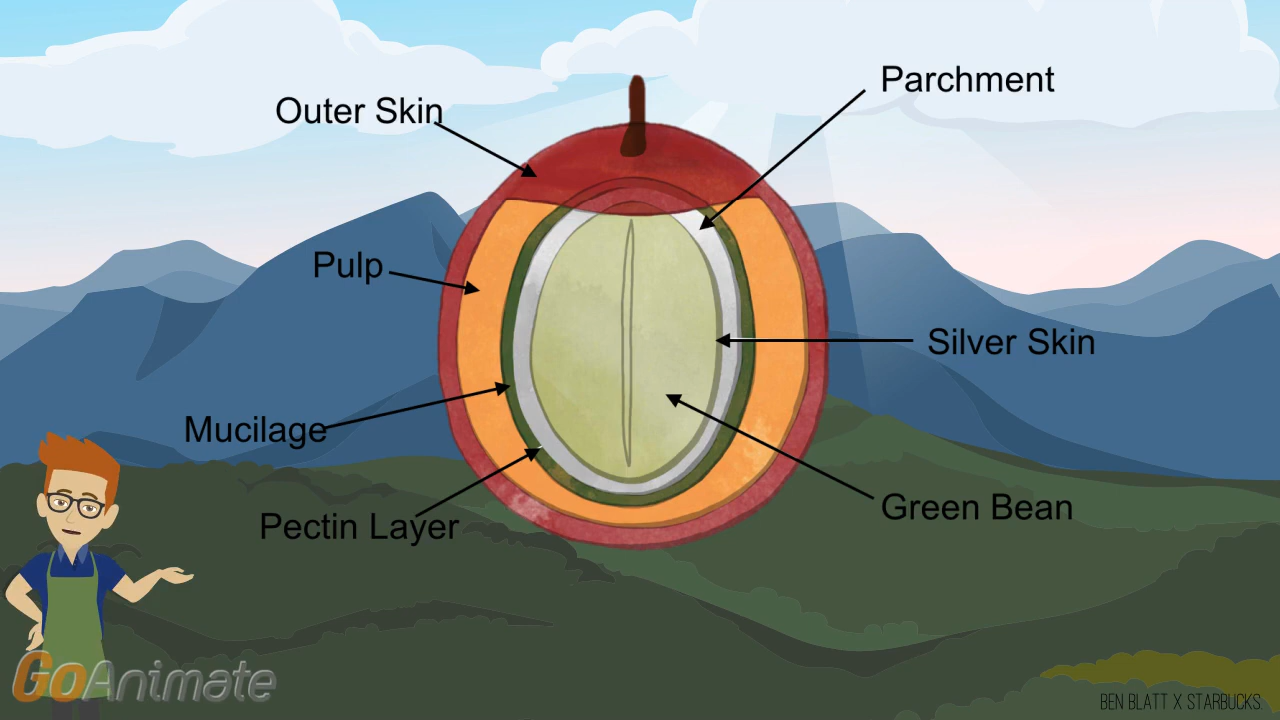 Parchment
Outer Skin
Pulp
Silver Skin
Mucilage
Green Bean
Pectin Layer
GoAnimate
BEN BLATT X STARBUCKS.